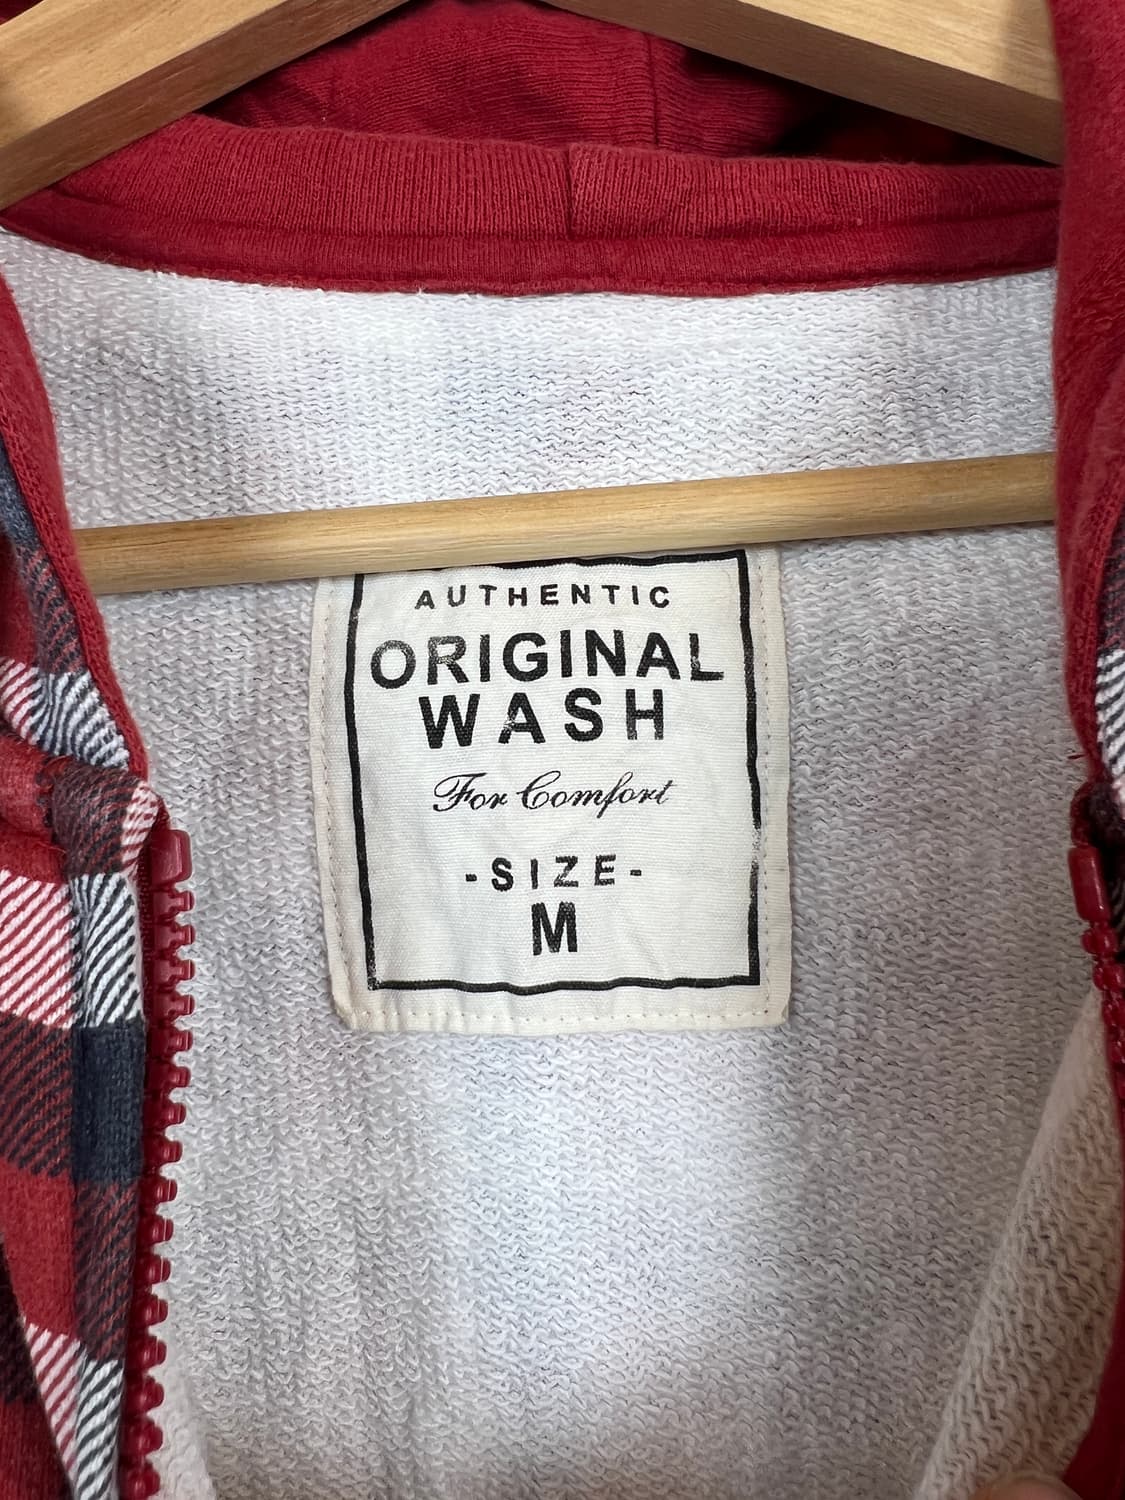 AUTHENTIC
ORIGINAL
WASH
For Comfort
-SIZE-
M